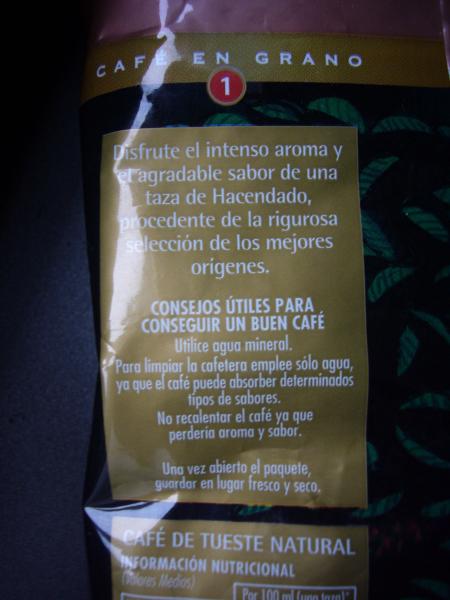 CAFÉ EN GRANO
1
Disfrute el intenso aroma y
el agradable sabor de una
taza de Hacendado,
procedente de la rigurosa
selección de los mejores
orígenes.
CONSEJOS ÚTILES PARA
CONSEGUIR UN BUEN CAFÉ
Utilice agua mineral.
Para limpiar la cafetera emplee sólo agua,
ya que el café puede absorber determinados
tipos de sabores.
No recalentar el café ya que
perdería aroma y sabor.
Una vez abierto el paquete,
guardar en lugar fresco y seco.
CAFÉ DE TUESTE NATURAL
INFORMACIÓN NUTRICIONAL
(Valores Medios)
Por 100 ml (una taza)*